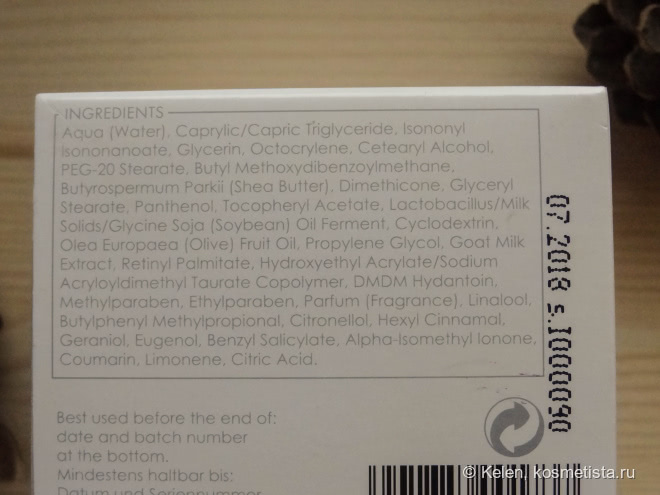 INGREDIENTS
Aqua (Water), Caprylic/Capric Triglyceride, Isononyl
Isononanoate, Glycerin, Octocrylene, Cetearyl Alcohol,
PEG-20 Stearate, Butyl Methoxydibenzoylmethane,
Butyrospermum Parkii (Shea Butter), Dimethicone, Glyceryl
Stearate, Panthenol, Tocopheryl Acetate, Lactobacillus/Milk
Solids/Glycine Soja (Soybean) Oil Ferment, Cyclodextrin,
Olea Europaea (Olive) Fruit Oil, Propylene Glycol, Goat Milk
Extract, Retinyl Palmitate, Hydroxyethyl Acrylate/Sodium
Acryloyldimethyl Taurate Copolymer, DMDM Hydantoin,
Methylparaben, Ethylparaben, Parfum (Fragrance), Linalool,
Butylphenyl Methylpropional, Citronellol, Hexyl Cinnamal,
Geraniol, Eugenol, Benzyl Salicylate, Alpha-Isomethyl Ionone,
Coumarin, Limonene, Citric Acid.
07.2018 s.1000090
Best used before the end of:
date and batch number
at the bottom.
Mindestens haltbar bis:
Datum und Seriennummer
© Kelen, kosmetista.ru